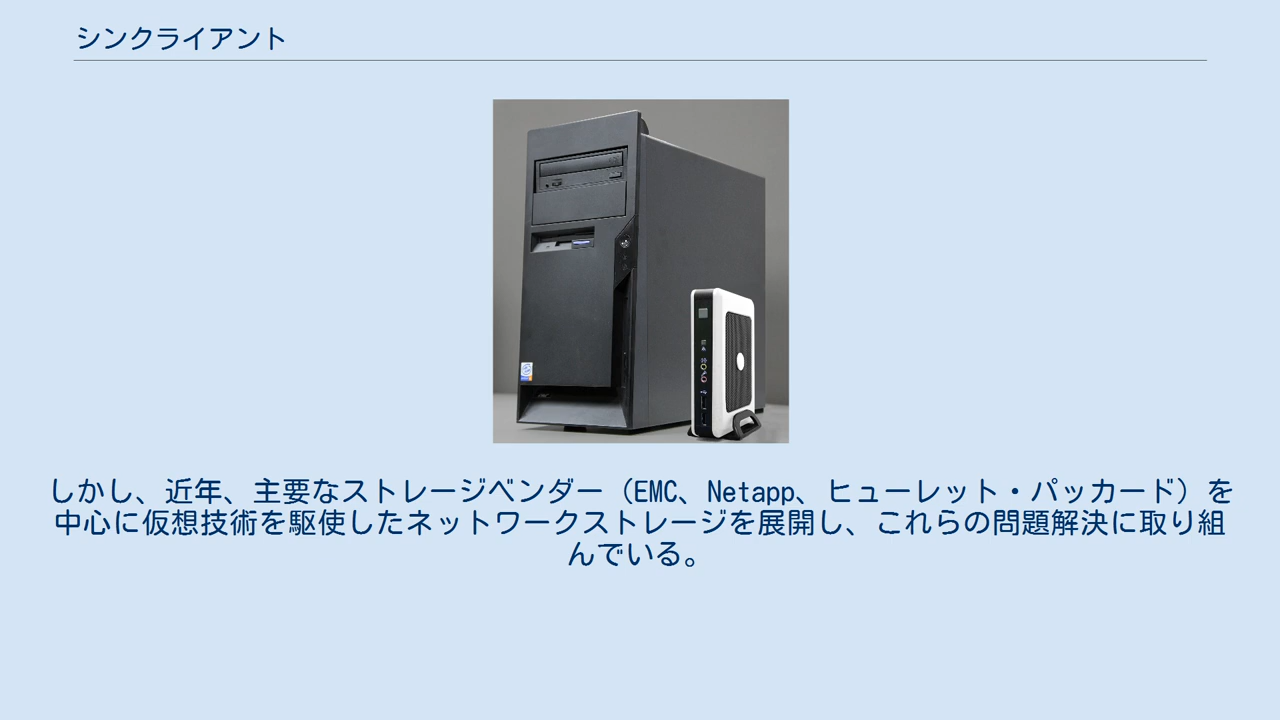 シンクライアント
しかし、近年、主要なストレージベンダー（EMC、Netapp、ヒューレット・パッカード）を
中心に仮想技術を駆使したネットワークストレージを展開し、これらの問題解決に取り組
んでいる。